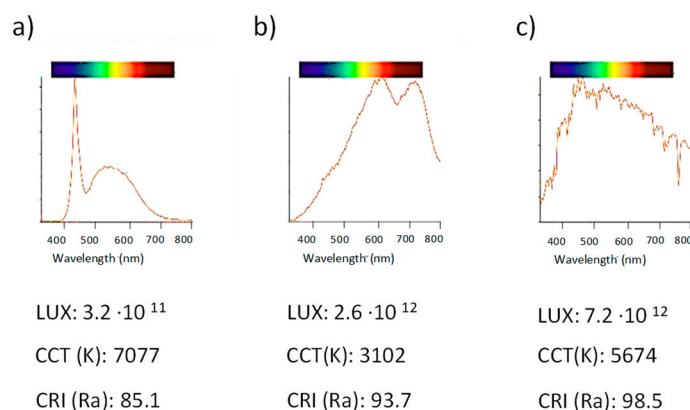 a)
b)
c)
400 500 600 700 800
400 500 600 700 800
400 500 600 700 800
Wavelength (nm)
Wavelength (nm)
Wavelength (nm)
LUX: 3.2 ·10 ¹¹
LUX: 2.6 ·10 ¹²
LUX: 7.2 ·10 ¹²
CCT (K): 7077
CCT(K): 3102
CCT(K): 5674
CRI (Ra): 85.1
CRI (Ra): 93.7
CRI (Ra): 98.5